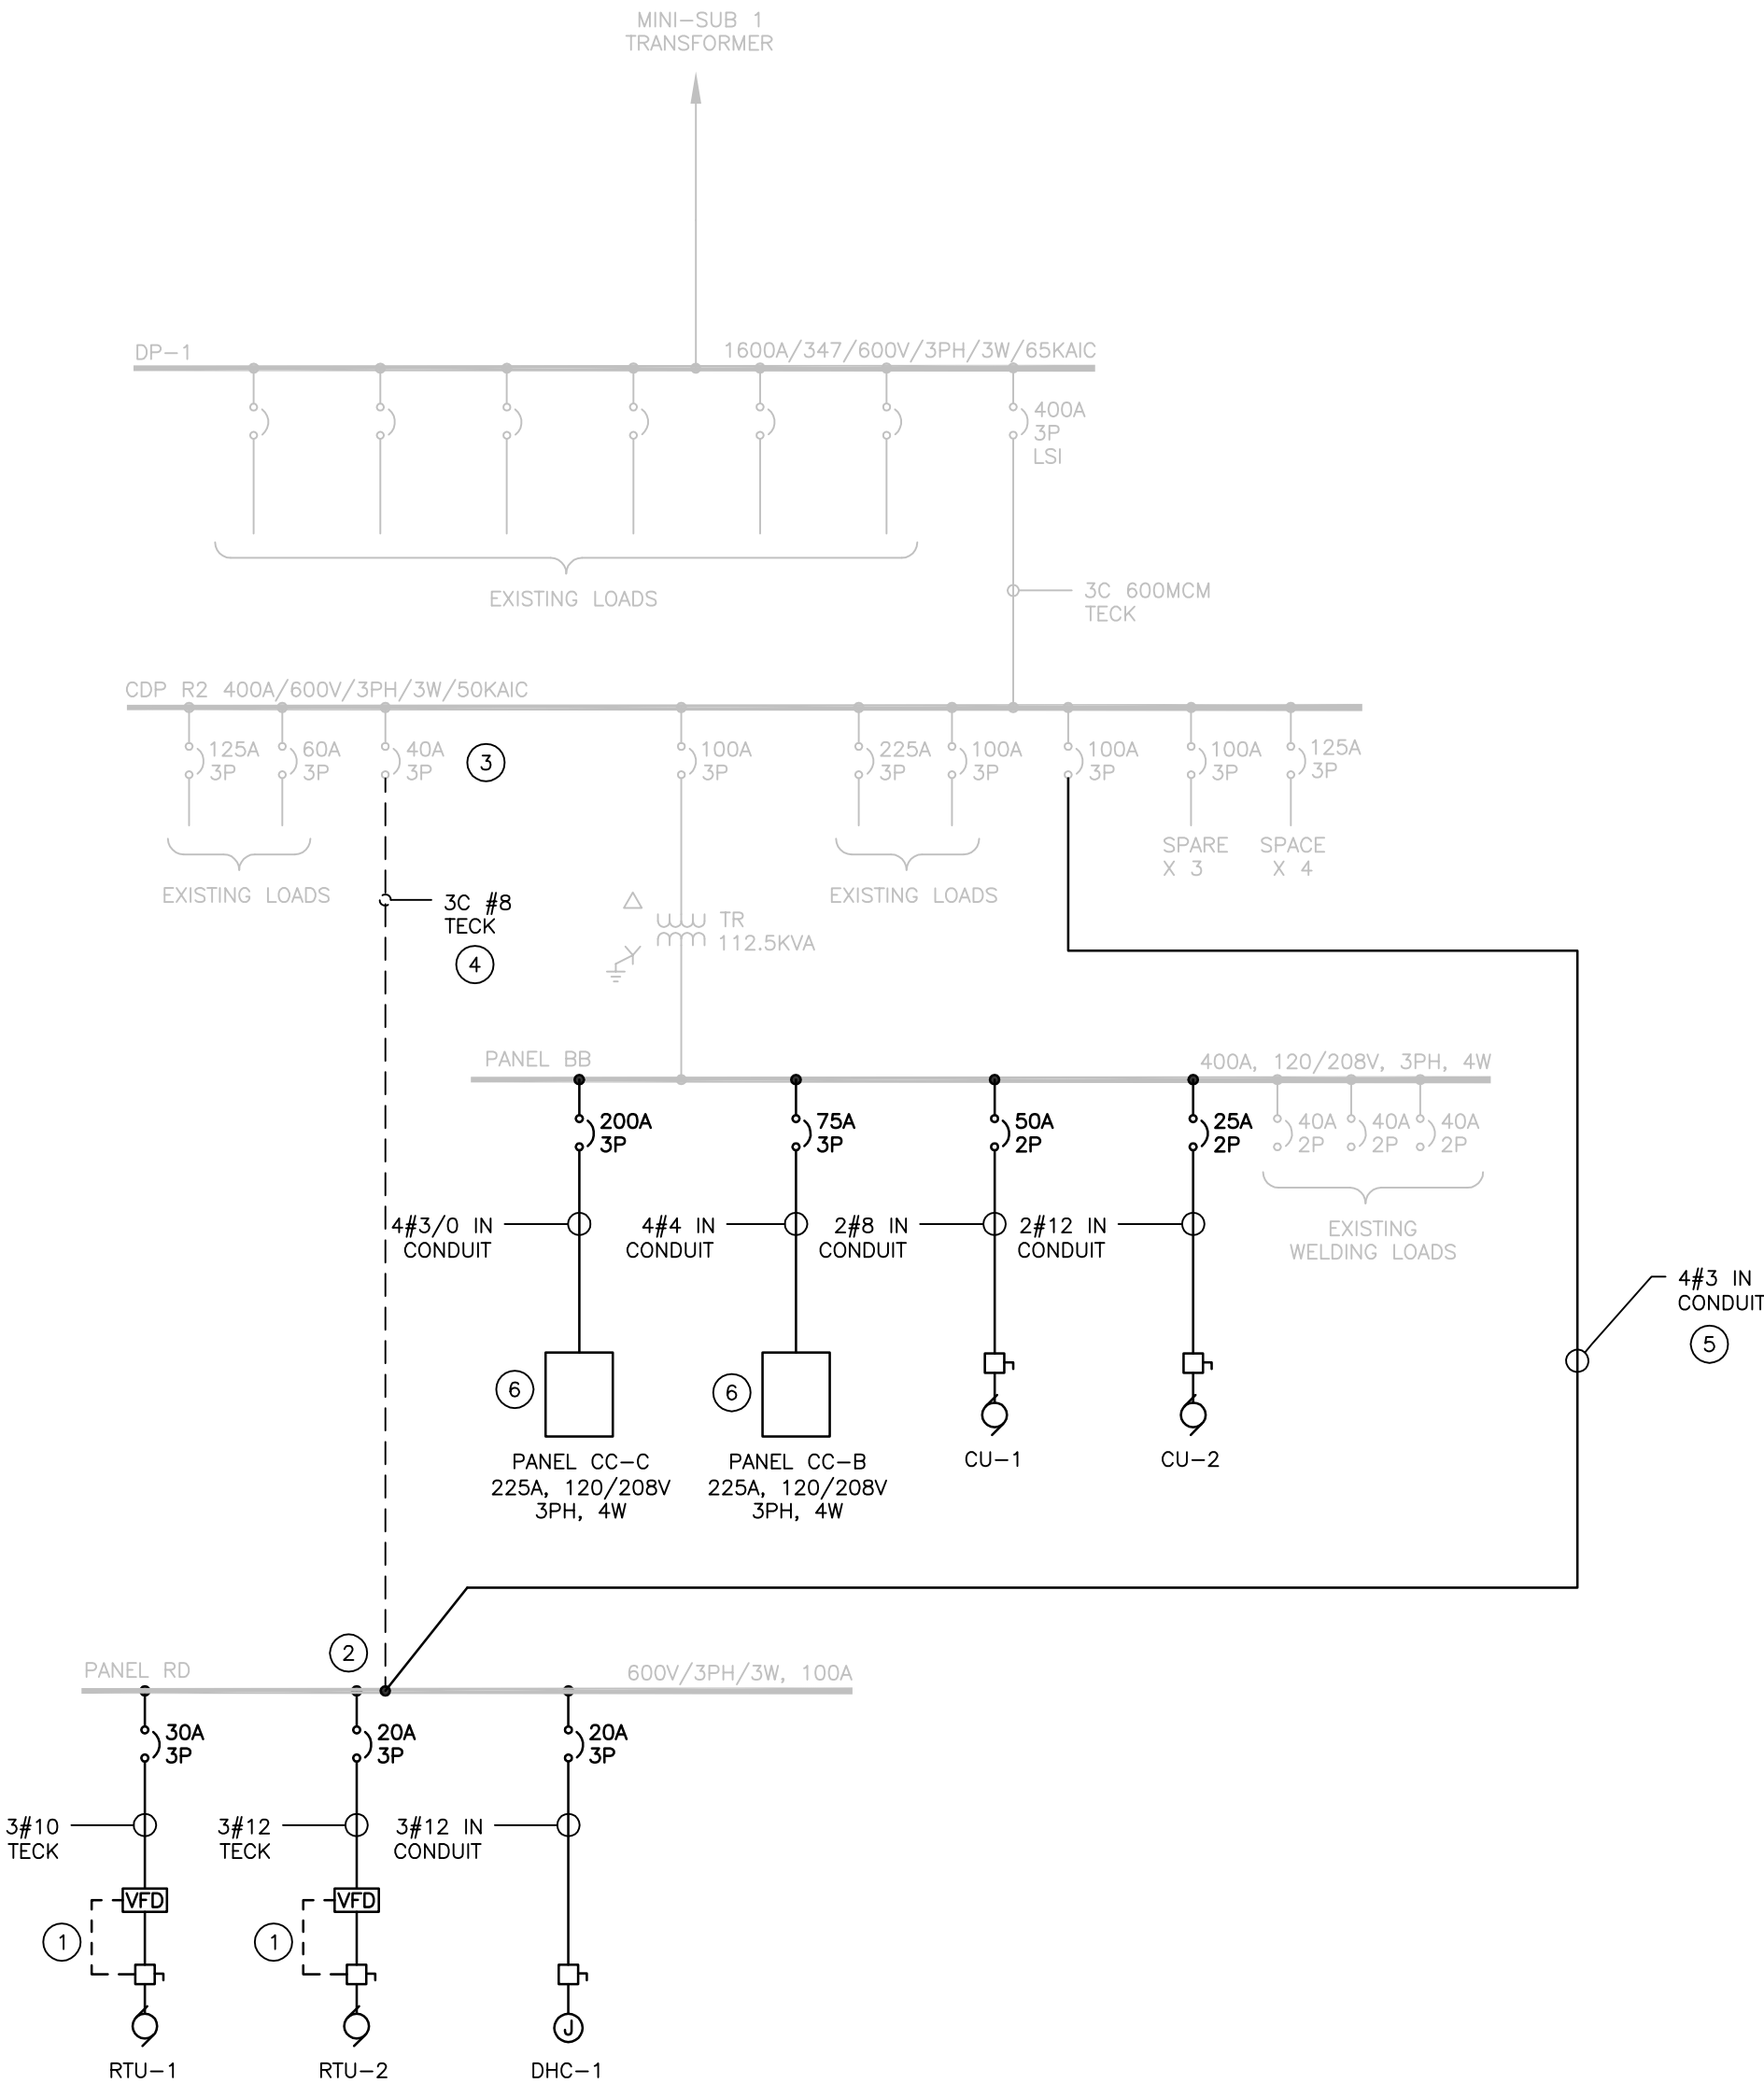 MINI-SUB 1
TRANSFORMER
DP-1
1600A/347/600V/3PH/3W/65KAIC
400A
3P
LSI
EXISTING LOADS
3C 600MCM
TECK
CDP R2 400A/600V/3PH/3W/50KAIC
125A
3P
60A
3P
40A
3P
3
100A
3P
225A
3P
100A
3P
100A
3P
100A
3P
125A
3P
EXISTING LOADS
3C #8
TECK
4
TR
112.5KVA
EXISTING LOADS
SPARE
X 3
SPACE
X 4
PANEL BB
400A, 120/208V, 3PH, 4W
200A
3P
75A
3P
50A
2P
25A
2P
40A
2P
40A
2P
40A
2P
4#3/0 IN
CONDUIT
4#4 IN
CONDUIT
2#8 IN
CONDUIT
2#12 IN
CONDUIT
EXISTING
WELDING LOADS
4#3 IN
CONDUIT
5
6
6
PANEL CC-C
225A, 120/208V
3PH, 4W
PANEL CC-B
225A, 120/208V
3PH, 4W
CU-1
CU-2
2
PANEL RD
600V/3PH/3W, 100A
30A
3P
20A
3P
20A
3P
3#10
TECK
3#12
TECK
3#12 IN
CONDUIT
VFD
VFD
1
1
J
RTU-1
RTU-2
DHC-1